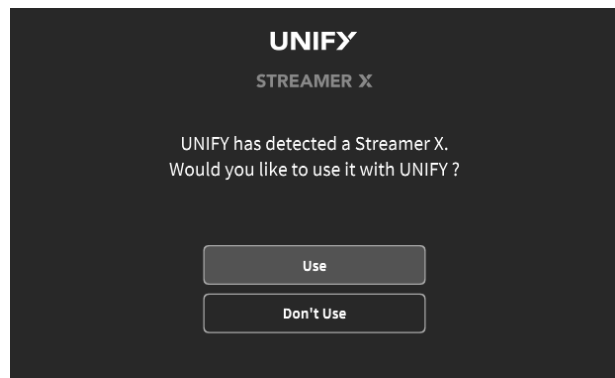 UNIFY
STREAMER X
UNIFY has detected a Streamer X.
Would you like to use it with UNIFY ?
Use
Don't Use